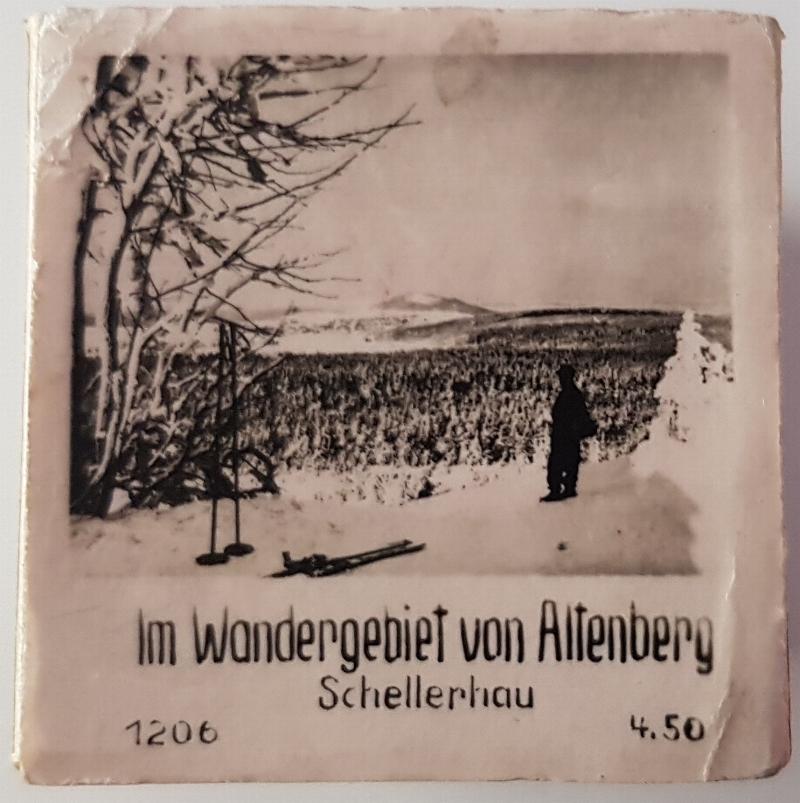 Im Wandergebiet von Altenberg
Schellerhau
1206 4.50